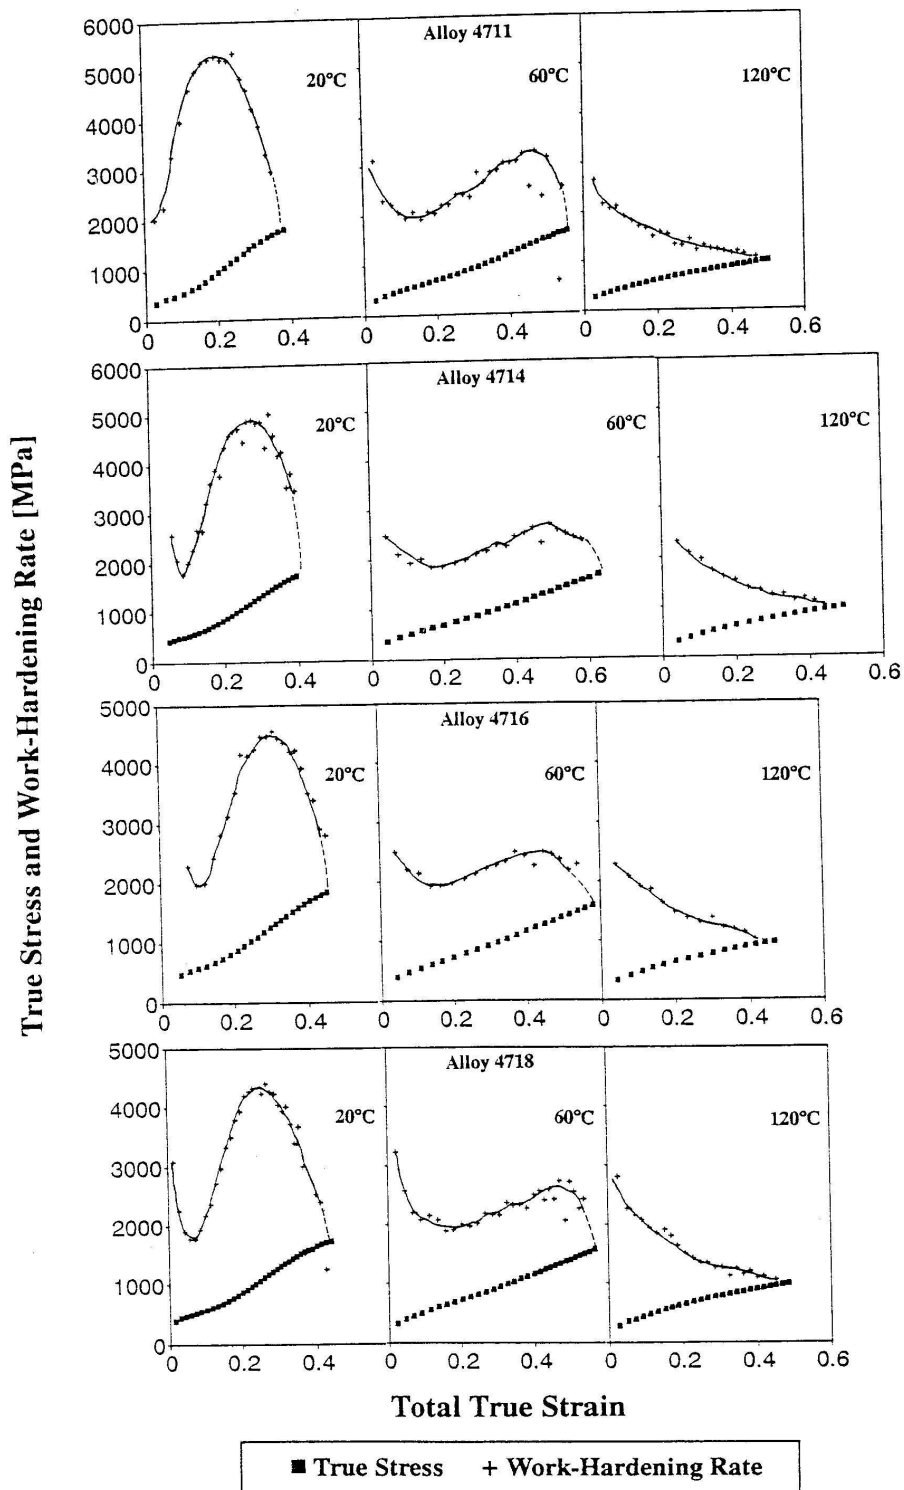 True Stress and Work-Hardening Rate [MPa]
Alloy 4711
20°C 60°C 120°C
6000
5000
4000
3000
2000
1000
0
0 0.2 0.4 0 0.2 0.4 0 0.2 0.4 0.6
Alloy 4714
20°C 60°C 120°C
6000
5000
4000
3000
2000
1000
0
0 0.2 0.4 0 0.2 0.4 0.6 0 0.2 0.4 0.6
Alloy 4716
20°C 60°C 120°C
5000
4000
3000
2000
1000
0
0 0.2 0.4 0 0.2 0.4 0 0.2 0.4 0.6
Alloy 4718
20°C 60°C 120°C
5000
4000
3000
2000
1000
0
0 0.2 0.4 0 0.2 0.4 0 0.2 0.4 0.6
Total True Strain
■ True Stress + Work-Hardening Rate